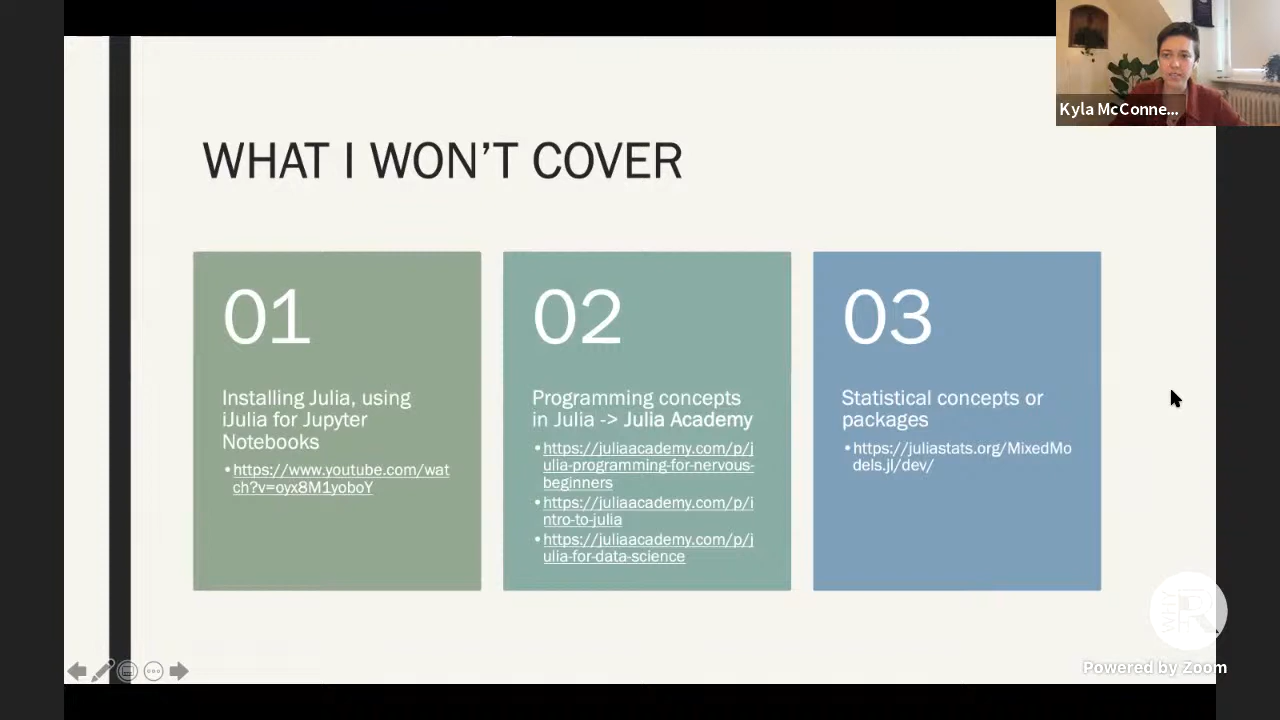 Kyla McConne...
WHAT I WON'T COVER
01
Installing Julia, using
iJulia for Jupyter
Notebooks
•https://www.youtube.com/wat
ch?v=oyx8M1yoboY
02
Programming concepts
in Julia -> Julia Academy
•https://juliaacademy.com/p/j
ulia-programming-for-nervous-
beginners
•https://juliaacademy.com/p/i
ntro-to-julia
•https://juliaacademy.com/p/j
ulia-for-data-science
03
Statistical concepts or
packages
•https://juliastats.org/MixedMo
dels.jl/dev/
WHY
R
Powered by Zoom